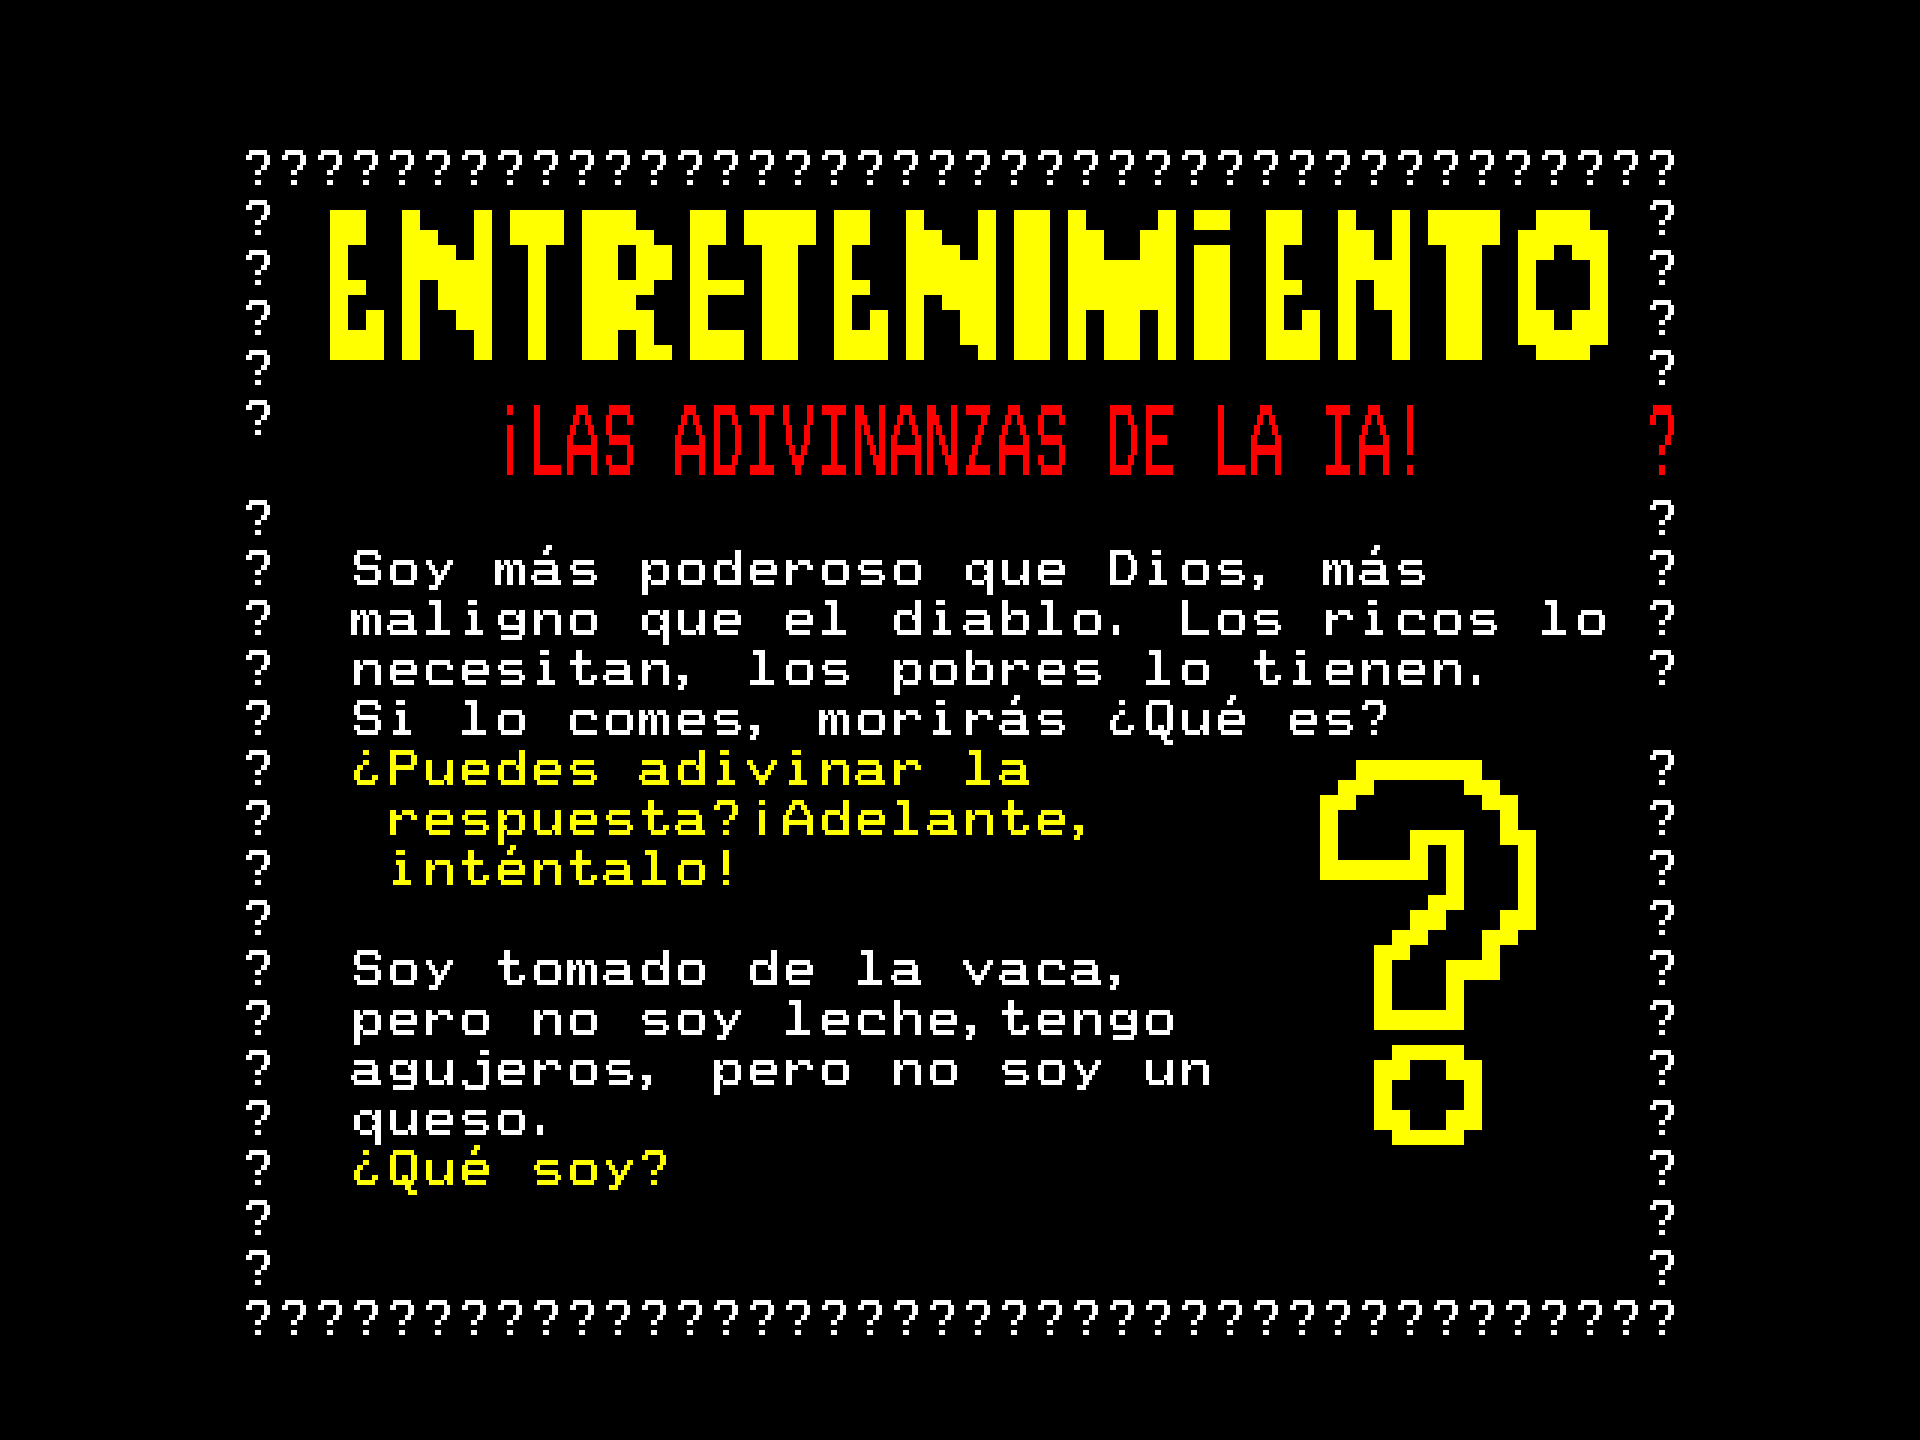 ????????????????????????????????????????
? ENTRETENIMIENTO ?
?
?
?
? ¡LAS ADIVINANZAS DE LA IA! ?
? ?
? Soy más poderoso que Dios, más ?
? maligno que el diablo. Los ricos lo ?
? necesitan, los pobres lo tienen. ?
? Si lo comes, morirás ¿Qué es?
? ¿Puedes adivinar la ?
? respuesta?¡Adelante, ?
? inténtalo! ?
? ?
? Soy tomado de la vaca, ?
? pero no soy leche,tengo ?
? agujeros, pero no soy un ?
? queso. ?
? ¿Qué soy? ?
? ?
? ?
????????????????????????????????????????